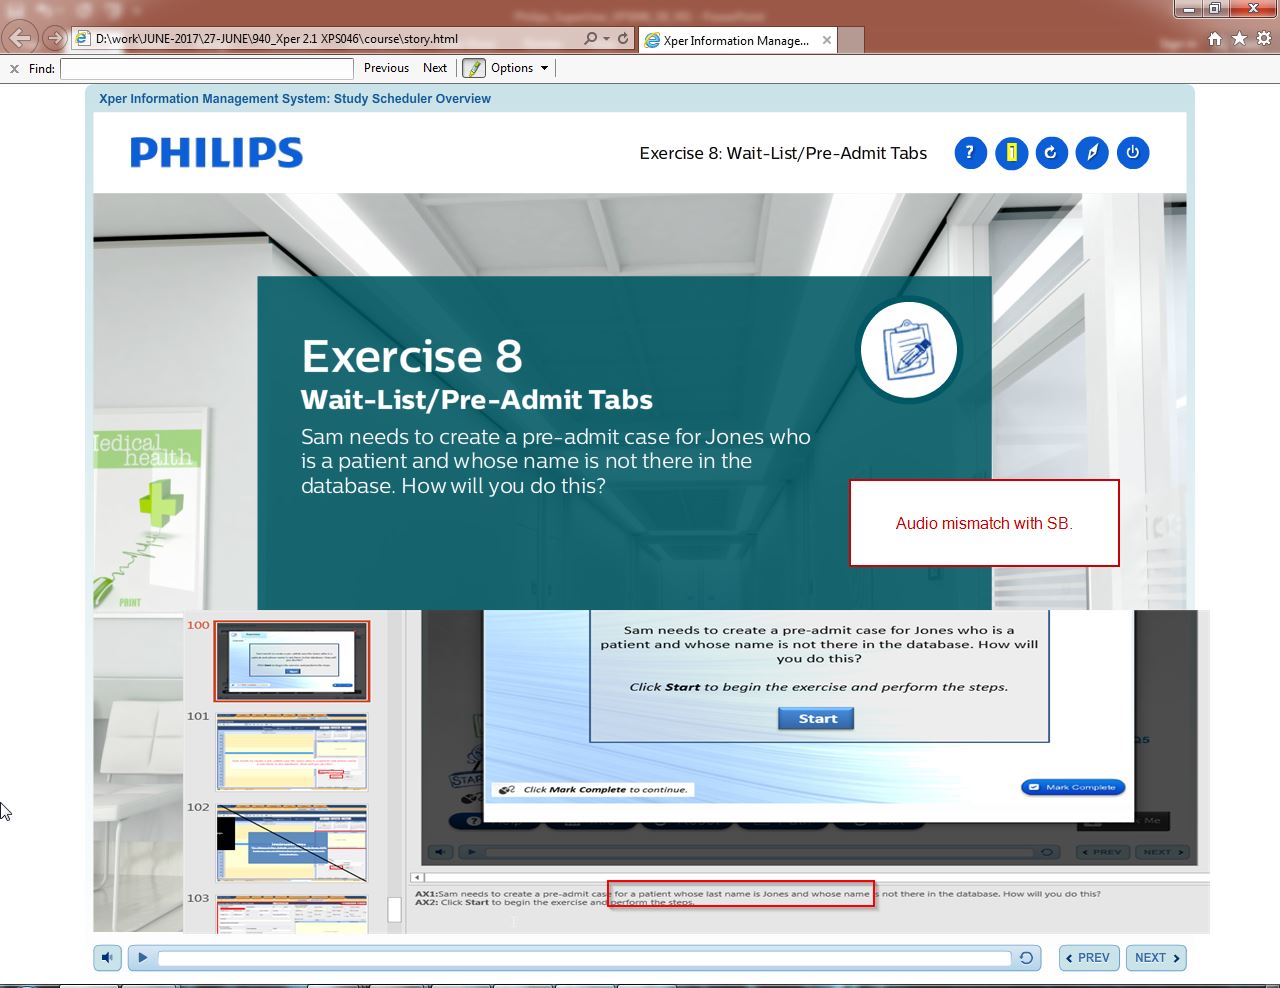 D:\work\JUNE-2017\27-JUNE\940_Xper 2.1 XPS046\course\story.html
Xper Information Manage...
x Find:
Previous Next
Options
Xper Information Management System: Study Scheduler Overview
PHILIPS
Exercise 8: Wait-List/Pre-Admit Tabs
Exercise 8
Wait-List/Pre-Admit Tabs
Sam needs to create a pre-admit case for Jones who
is a patient and whose name is not there in the
database. How will you do this?
Medical
health
PRINT
Audio mismatch with SB.
100
101
102
103
Sam needs to create a pre-admit case for Jones who is a
patient and whose name is not there in the database. How will
you do this?
Click Start to begin the exercise and perform the steps.
Start
Click Mark Complete to continue.
Mark Complete
PREV
NEXT
AX1:Sam needs to create a pre-admit case for a patient whose last name is Jones and whose name is not there in the database. How will you do this?
AX2: Click Start to begin the exercise and perform the steps.
PREV
NEXT